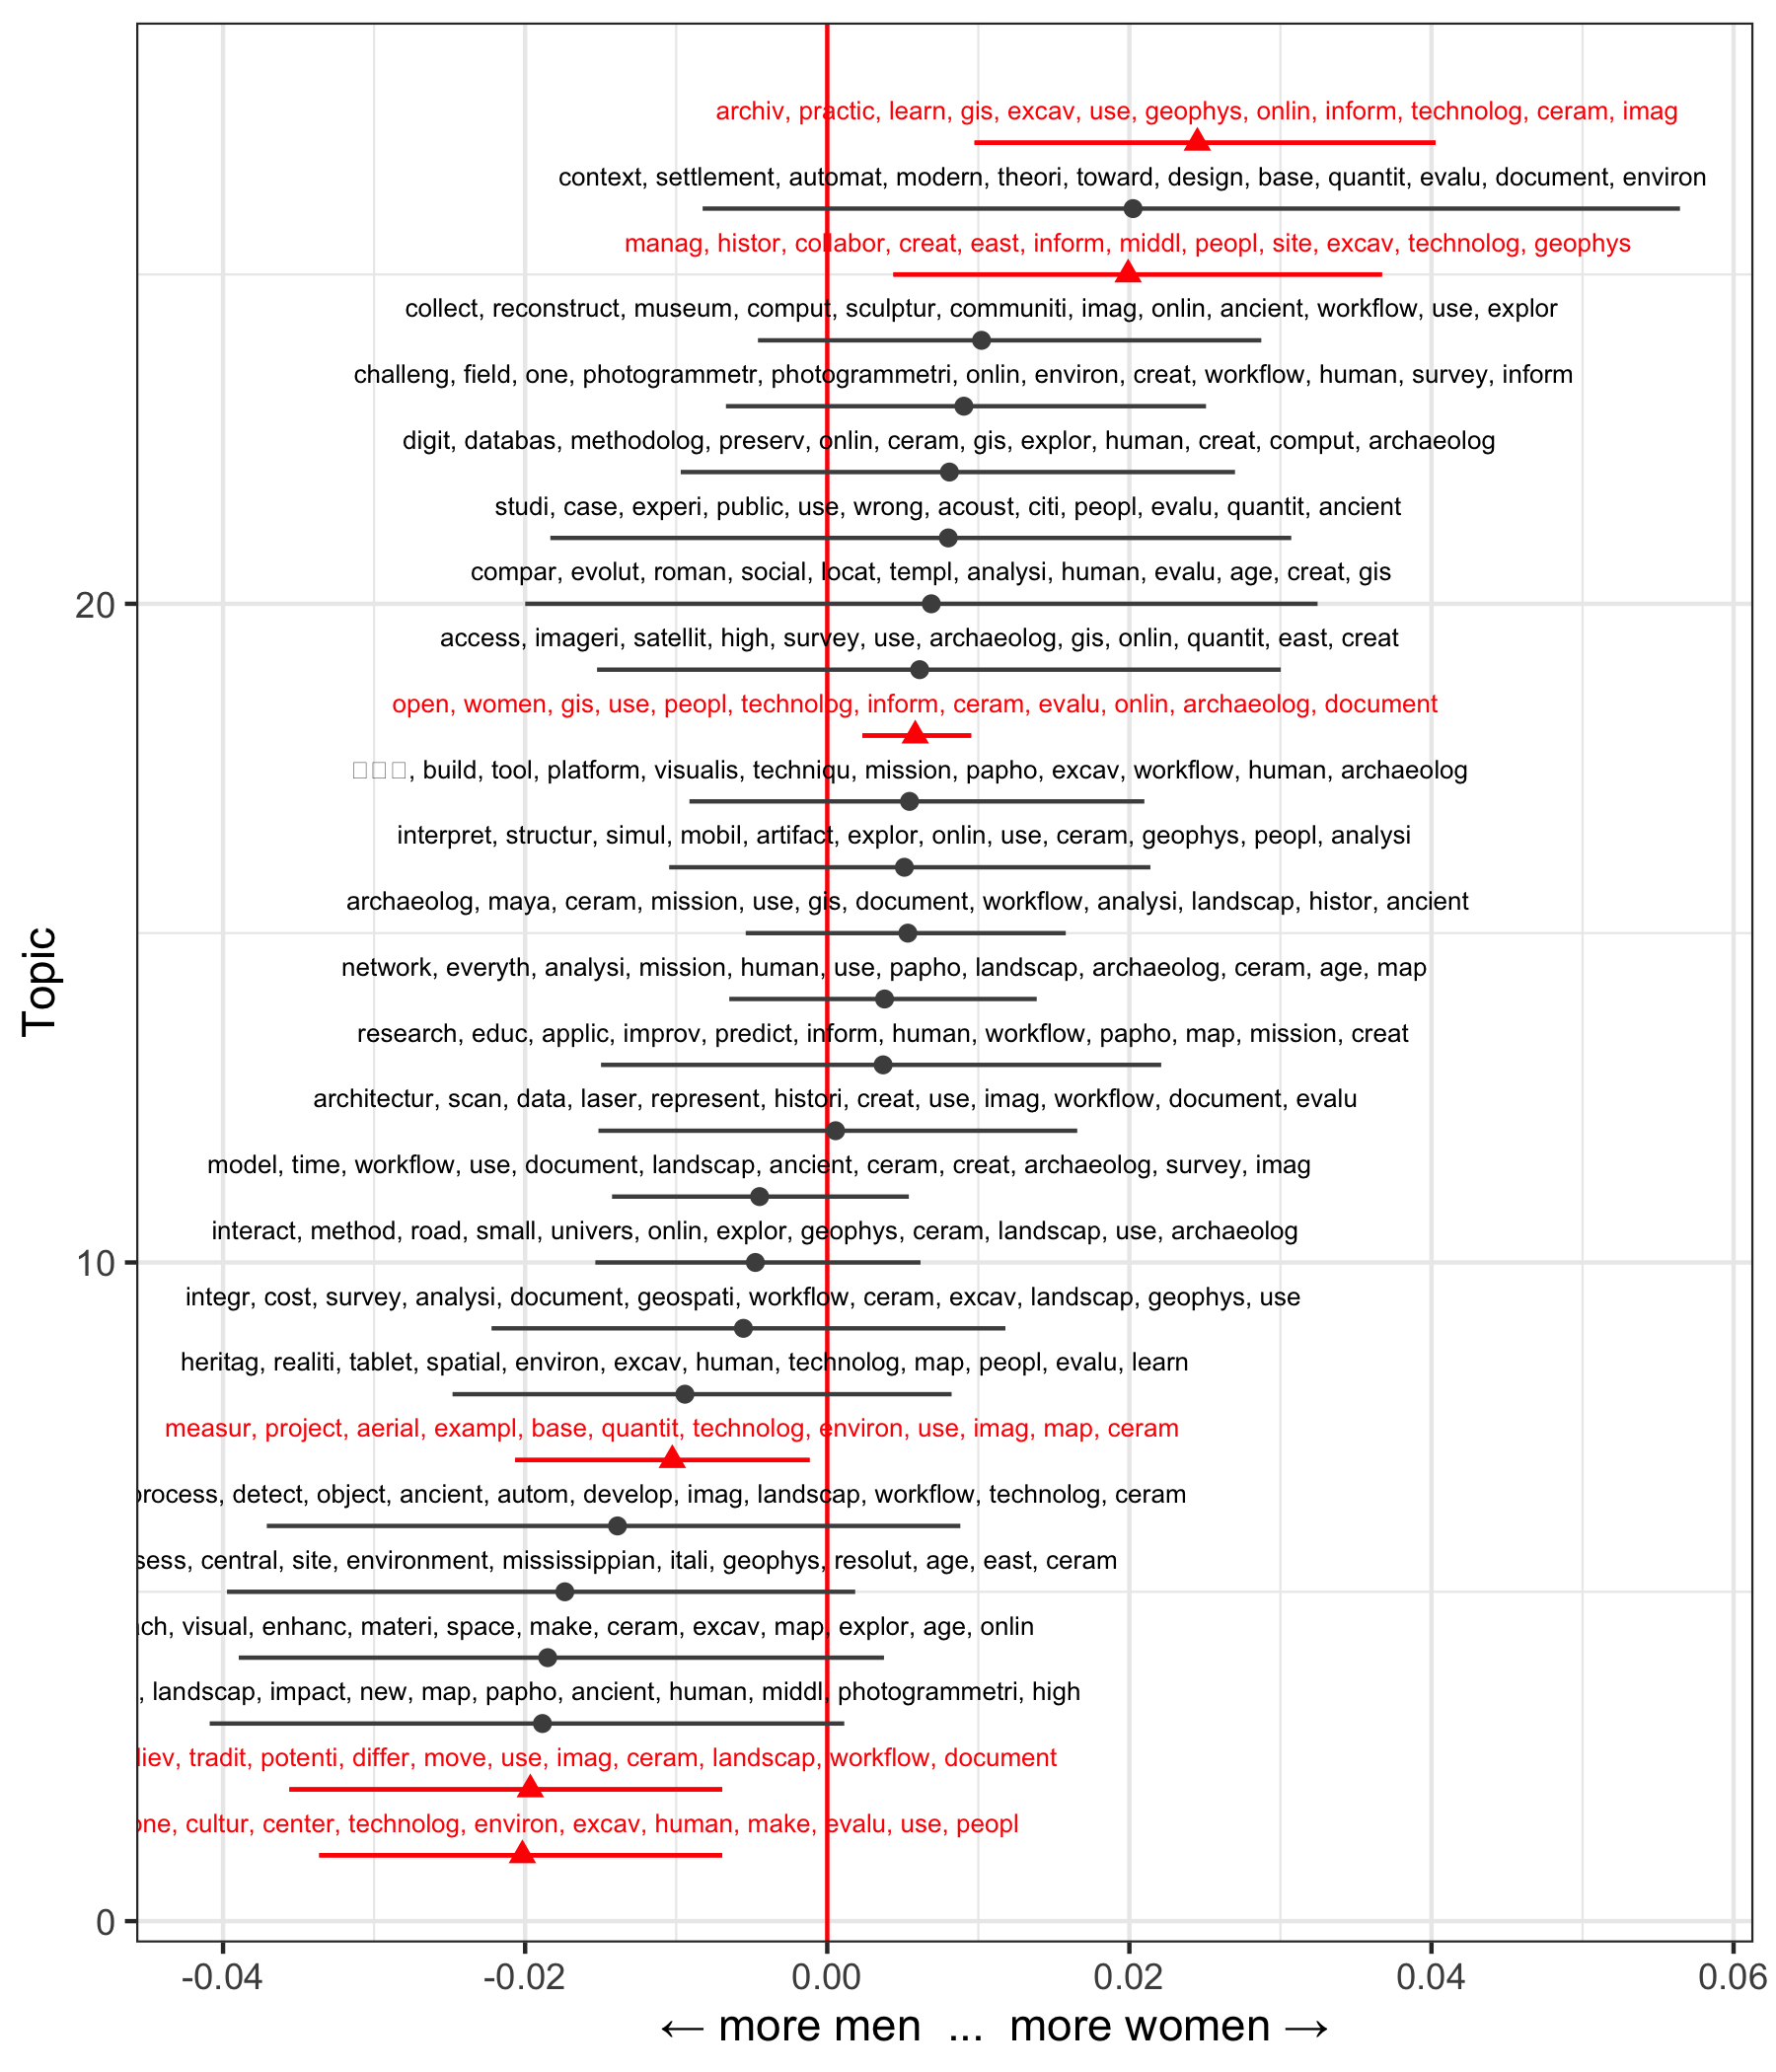 archiv, practic, learn, gis, excav, use, geophys, onlin, inform, technolog, ceram, imag
context, settlement, automat, modern, theori, toward, design, base, quantit, evalu, document, environ
manag, histor, collabor, creat, east, inform, middl, peopl, site, excav, technolog, geophys
collect, reconstruct, museum, comput, sculptur, communiti, imag, onlin, ancient, workflow, use, explor
challeng, field, one, photogrammetr, photogrammetri, onlin, environ, creat, workflow, human, survey, inform
digit, databas, methodolog, preserv, onlin, ceram, gis, explor, human, creat, comput, archaeolog
studi, case, experi, public, use, wrong, acoust, citi, peopl, evalu, quantit, ancient
compar, evolut, roman, social, locat, templ, analysi, human, evalu, age, creat, gis
20
access, imageri, satellit, high, survey, use, archaeolog, gis, onlin, quantit, east, creat
open, women, gis, use, peopl, technolog, inform, ceram, evalu, onlin, archaeolog, document
, build, tool, platform, visualis, techniqu, mission, papho, excav, workflow, human, archaeolog
interpret, structur, simul, mobil, artifact, explor, onlin, use, ceram, geophys, peopl, analysi
archaeolog, maya, ceram, mission, use, gis, document, workflow, analysi, landscap, histor, ancient
Topic
network, everyth, analysi, mission, human, use, papho, landscap, archaeolog, ceram, age, map
research, educ, applic, improv, predict, inform, human, workflow, papho, map, mission, creat
architectur, scan, data, laser, represent, histori, creat, use, imag, workflow, document, evalu
model, time, workflow, use, document, landscap, ancient, ceram, creat, archaeolog, survey, imag
interact, method, road, small, univers, onlin, explor, geophys, ceram, landscap, use, archaeolog
10
integr, cost, survey, analysi, document, geospati, workflow, ceram, excav, landscap, geophys, use
heritag, realiti, tablet, spatial, environ, excav, human, technolog, map, peopl, evalu, learn
measur, project, aerial, exampl, base, quantit, technolog, environ, use, imag, map, ceram
rocess, detect, object, ancient, autom, develop, imag, landscap, workflow, technolog, ceram
sess, central, site, environment, mississippian, itali, geophys, resolut, age, east, ceram
ch, visual, enhanc, materi, space, make, ceram, excav, map, explor, age, onlin
, landscap, impact, new, map, papho, ancient, human, middl, photogrammetri, high
liev, tradit, potenti, differ, move, use, imag, ceram, landscap, workflow, document
one, cultur, center, technolog, environ, excav, human, make, evalu, use, peopl
0
-0.04 -0.02 0.00 0.02 0.04 0.06
← more men ... more women →